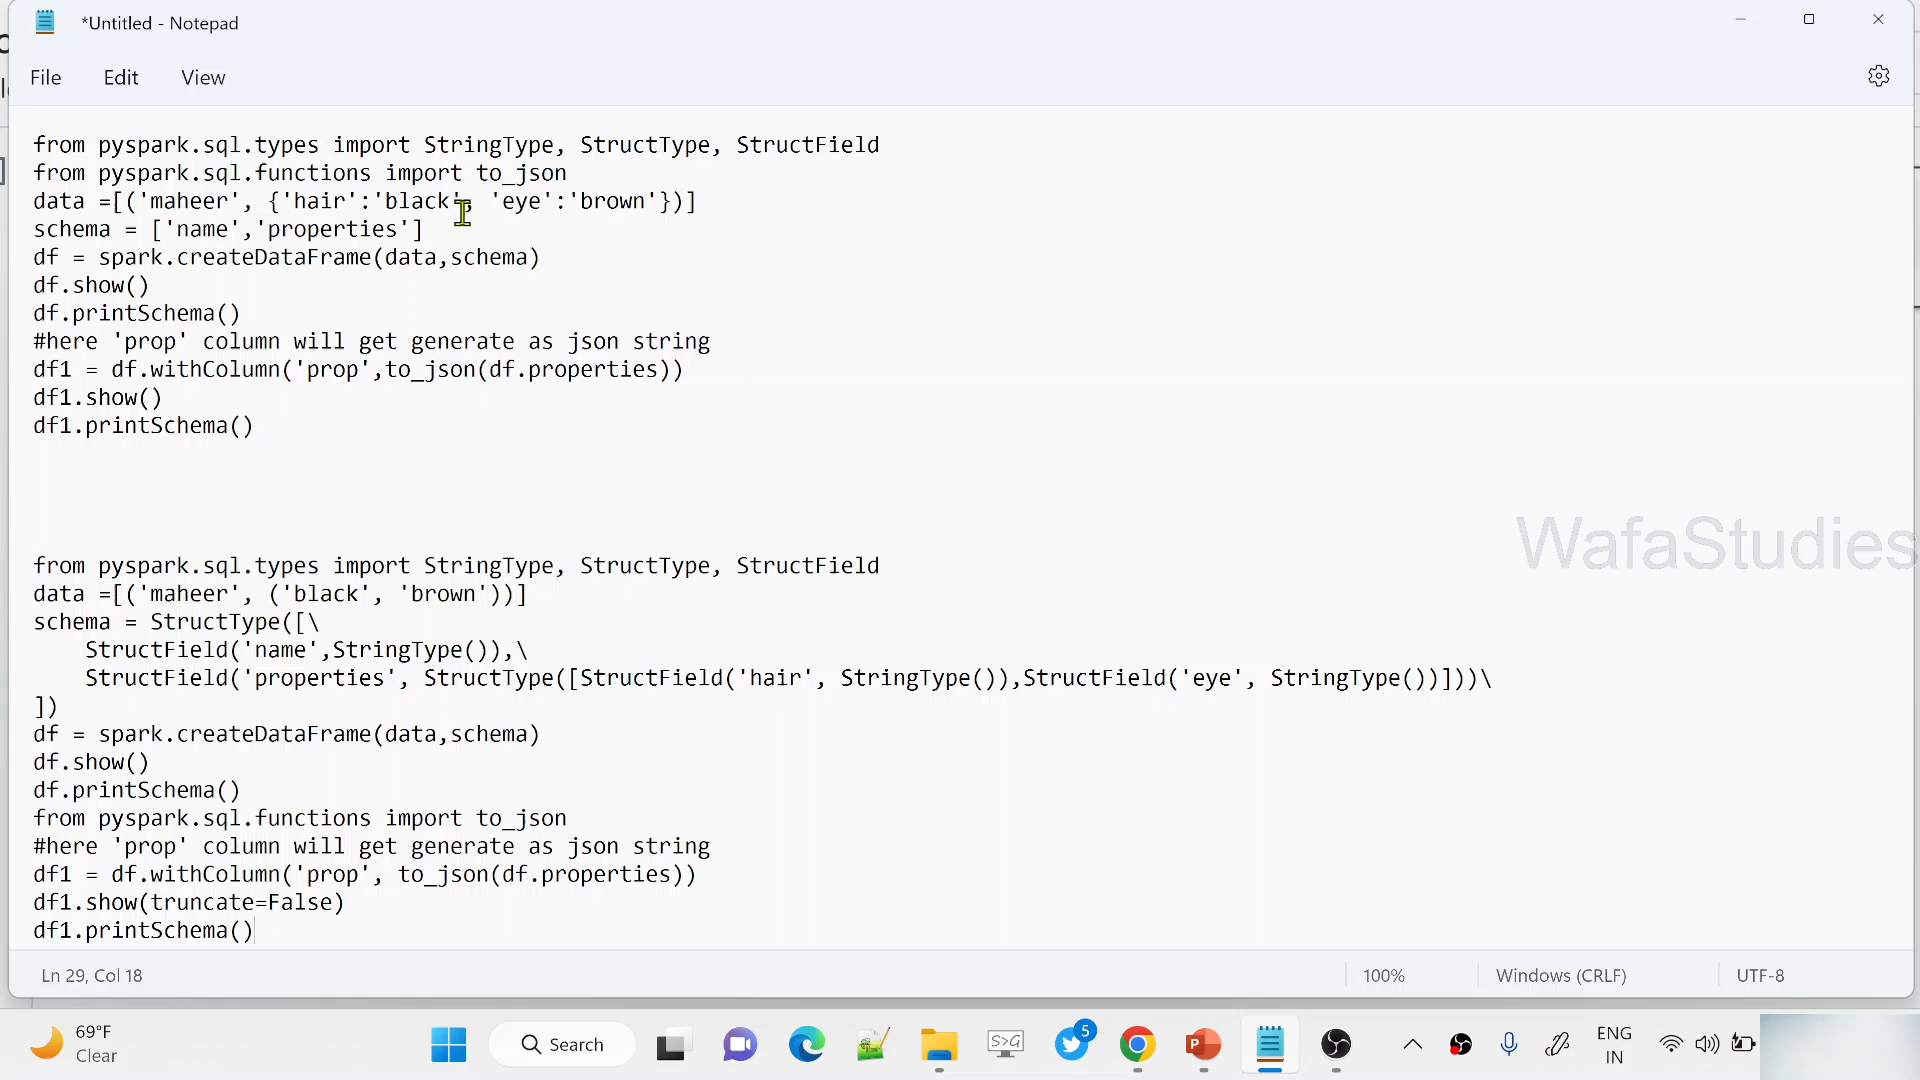 *Untitled - Notepad
File Edit View
from pyspark.sql.types import StringType, StructType, StructField
from pyspark.sql.functions import to_json
data =[('maheer', {'hair':'black', 'eye':'brown'})]
schema = ['name','properties']
df = spark.createDataFrame(data,schema)
df.show()
df.printSchema()
#here 'prop' column will get generate as json string
df1 = df.withColumn('prop',to_json(df.properties))
df1.show()
df1.printSchema()
WafaStudies
from pyspark.sql.types import StringType, StructType, StructField
data =[('maheer', ('black', 'brown'))]
schema = StructType([\
    StructField('name',StringType()),\
    StructField('properties', StructType([StructField('hair', StringType()),StructField('eye', StringType())]))\
])
df = spark.createDataFrame(data,schema)
df.show()
df.printSchema()
from pyspark.sql.functions import to_json
#here 'prop' column will get generate as json string
df1 = df.withColumn('prop', to_json(df.properties))
df1.show(truncate=False)
df1.printSchema()
Ln 29, Col 18 100% Windows (CRLF) UTF-8
69°F
Clear
Search
S>G
5
P
ENG
IN